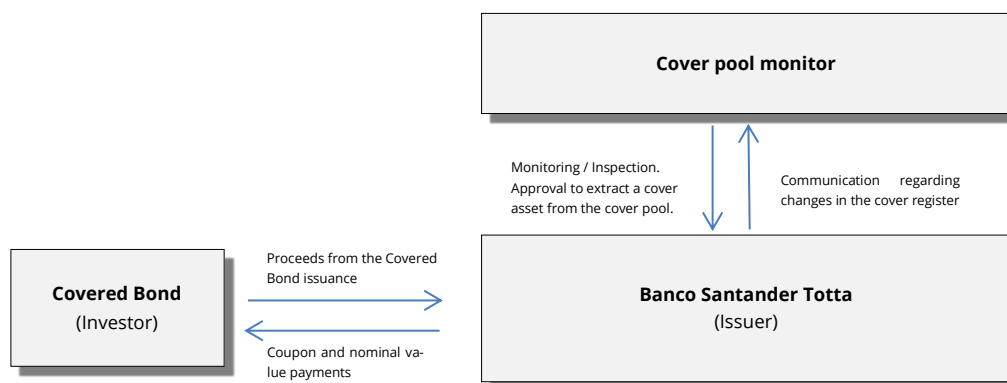 Cover pool monitor
Monitoring / Inspection.
Approval to extract a cover
asset from the cover pool.
Communication regarding
changes in the cover register
Proceeds from the Covered
Bond issuance
Covered Bond
(Investor)
Banco Santander Totta
(Issuer)
Coupon and nominal va-
lue payments